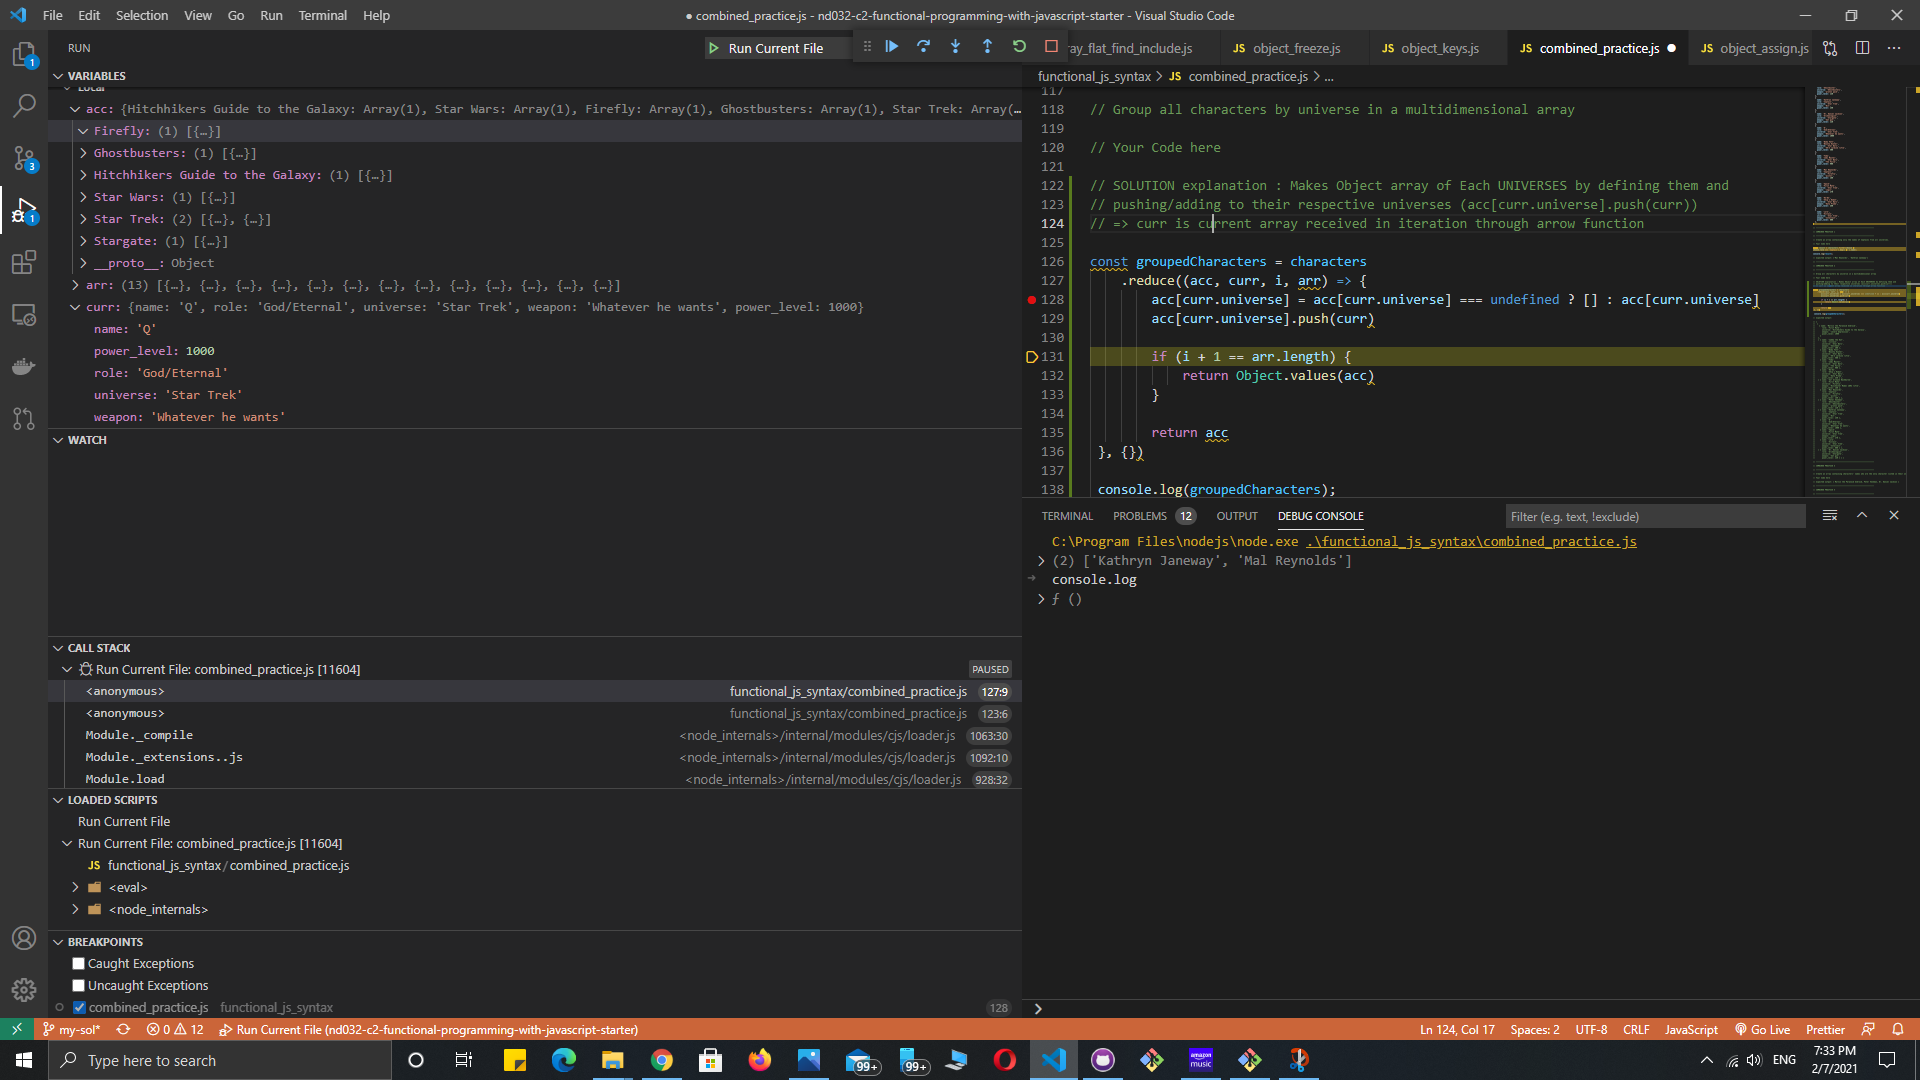 File Edit Selection View Go Run Terminal Help
● combined_practice.js - nd032-c2-functional-programming-with-javascript-starter - Visual Studio Code
RUN
Run Current File
ray_flat_find_include.js
JS object_freeze.js
JS object_keys.js
JS combined_practice.js ●
JS object_assign.js
VARIABLES
Local
acc: {Hitchhikers Guide to the Galaxy: Array(1), Star Wars: Array(1), Firefly: Array(1), Ghostbusters: Array(1), Star Trek: Array(…
Firefly: (1) [{…}]
Ghostbusters: (1) [{…}]
Hitchhikers Guide to the Galaxy: (1) [{…}]
Star Wars: (1) [{…}]
Star Trek: (2) [{…}, {…}]
Stargate: (1) [{…}]
__proto__: Object
arr: (13) [{…}, {…}, {…}, {…}, {…}, {…}, {…}, {…}, {…}, {…}, {…}, {…}, {…}]
curr: {name: 'Q', role: 'God/Eternal', universe: 'Star Trek', weapon: 'Whatever he wants', power_level: 1000}
name: 'Q'
power_level: 1000
role: 'God/Eternal'
universe: 'Star Trek'
weapon: 'Whatever he wants'
WATCH
CALL STACK
Run Current File: combined_practice.js [11604] PAUSED
<anonymous> functional_js_syntax/combined_practice.js 127:9
<anonymous> functional_js_syntax/combined_practice.js 123:6
Module._compile <node_internals>/internal/modules/cjs/loader.js 1063:30
Module._extensions..js <node_internals>/internal/modules/cjs/loader.js 1092:10
Module.load <node_internals>/internal/modules/cjs/loader.js 928:32
LOADED SCRIPTS
Run Current File
Run Current File: combined_practice.js [11604]
JS functional_js_syntax / combined_practice.js
<eval>
<node_internals>
BREAKPOINTS
Caught Exceptions
Uncaught Exceptions
combined_practice.js functional_js_syntax 128
functional_js_syntax > JS combined_practice.js > ...
117
118 // Group all characters by universe in a multidimensional array
119
120 // Your Code here
121
122 // SOLUTION explanation : Makes Object array of Each UNIVERSES by defining them and
123 // pushing/adding to their respective universes (acc[curr.universe].push(curr))
124 // => curr is current array received in iteration through arrow function
125
126 const groupedCharacters = characters
127 .reduce((acc, curr, i, arr) => {
128 acc[curr.universe] = acc[curr.universe] === undefined ? [] : acc[curr.universe]
129 acc[curr.universe].push(curr)
130
131 if (i + 1 == arr.length) {
132 return Object.values(acc)
133 }
134
135 return acc
136 }, {})
137
138 console.log(groupedCharacters);
TERMINAL PROBLEMS 12 OUTPUT DEBUG CONSOLE Filter (e.g. text, !exclude)
C:\Program Files\nodejs\node.exe .\functional_js_syntax\combined_practice.js
(2) ['Kathryn Janeway', 'Mal Reynolds']
console.log
ƒ ()
my-sol* 0 12 Run Current File (nd032-c2-functional-programming-with-javascript-starter)
Ln 124, Col 17 Spaces: 2 UTF-8 CRLF JavaScript Go Live Prettier
Type here to search
99+
99+
amazon music
ENG
7:33 PM
2/7/2021
1
3
1